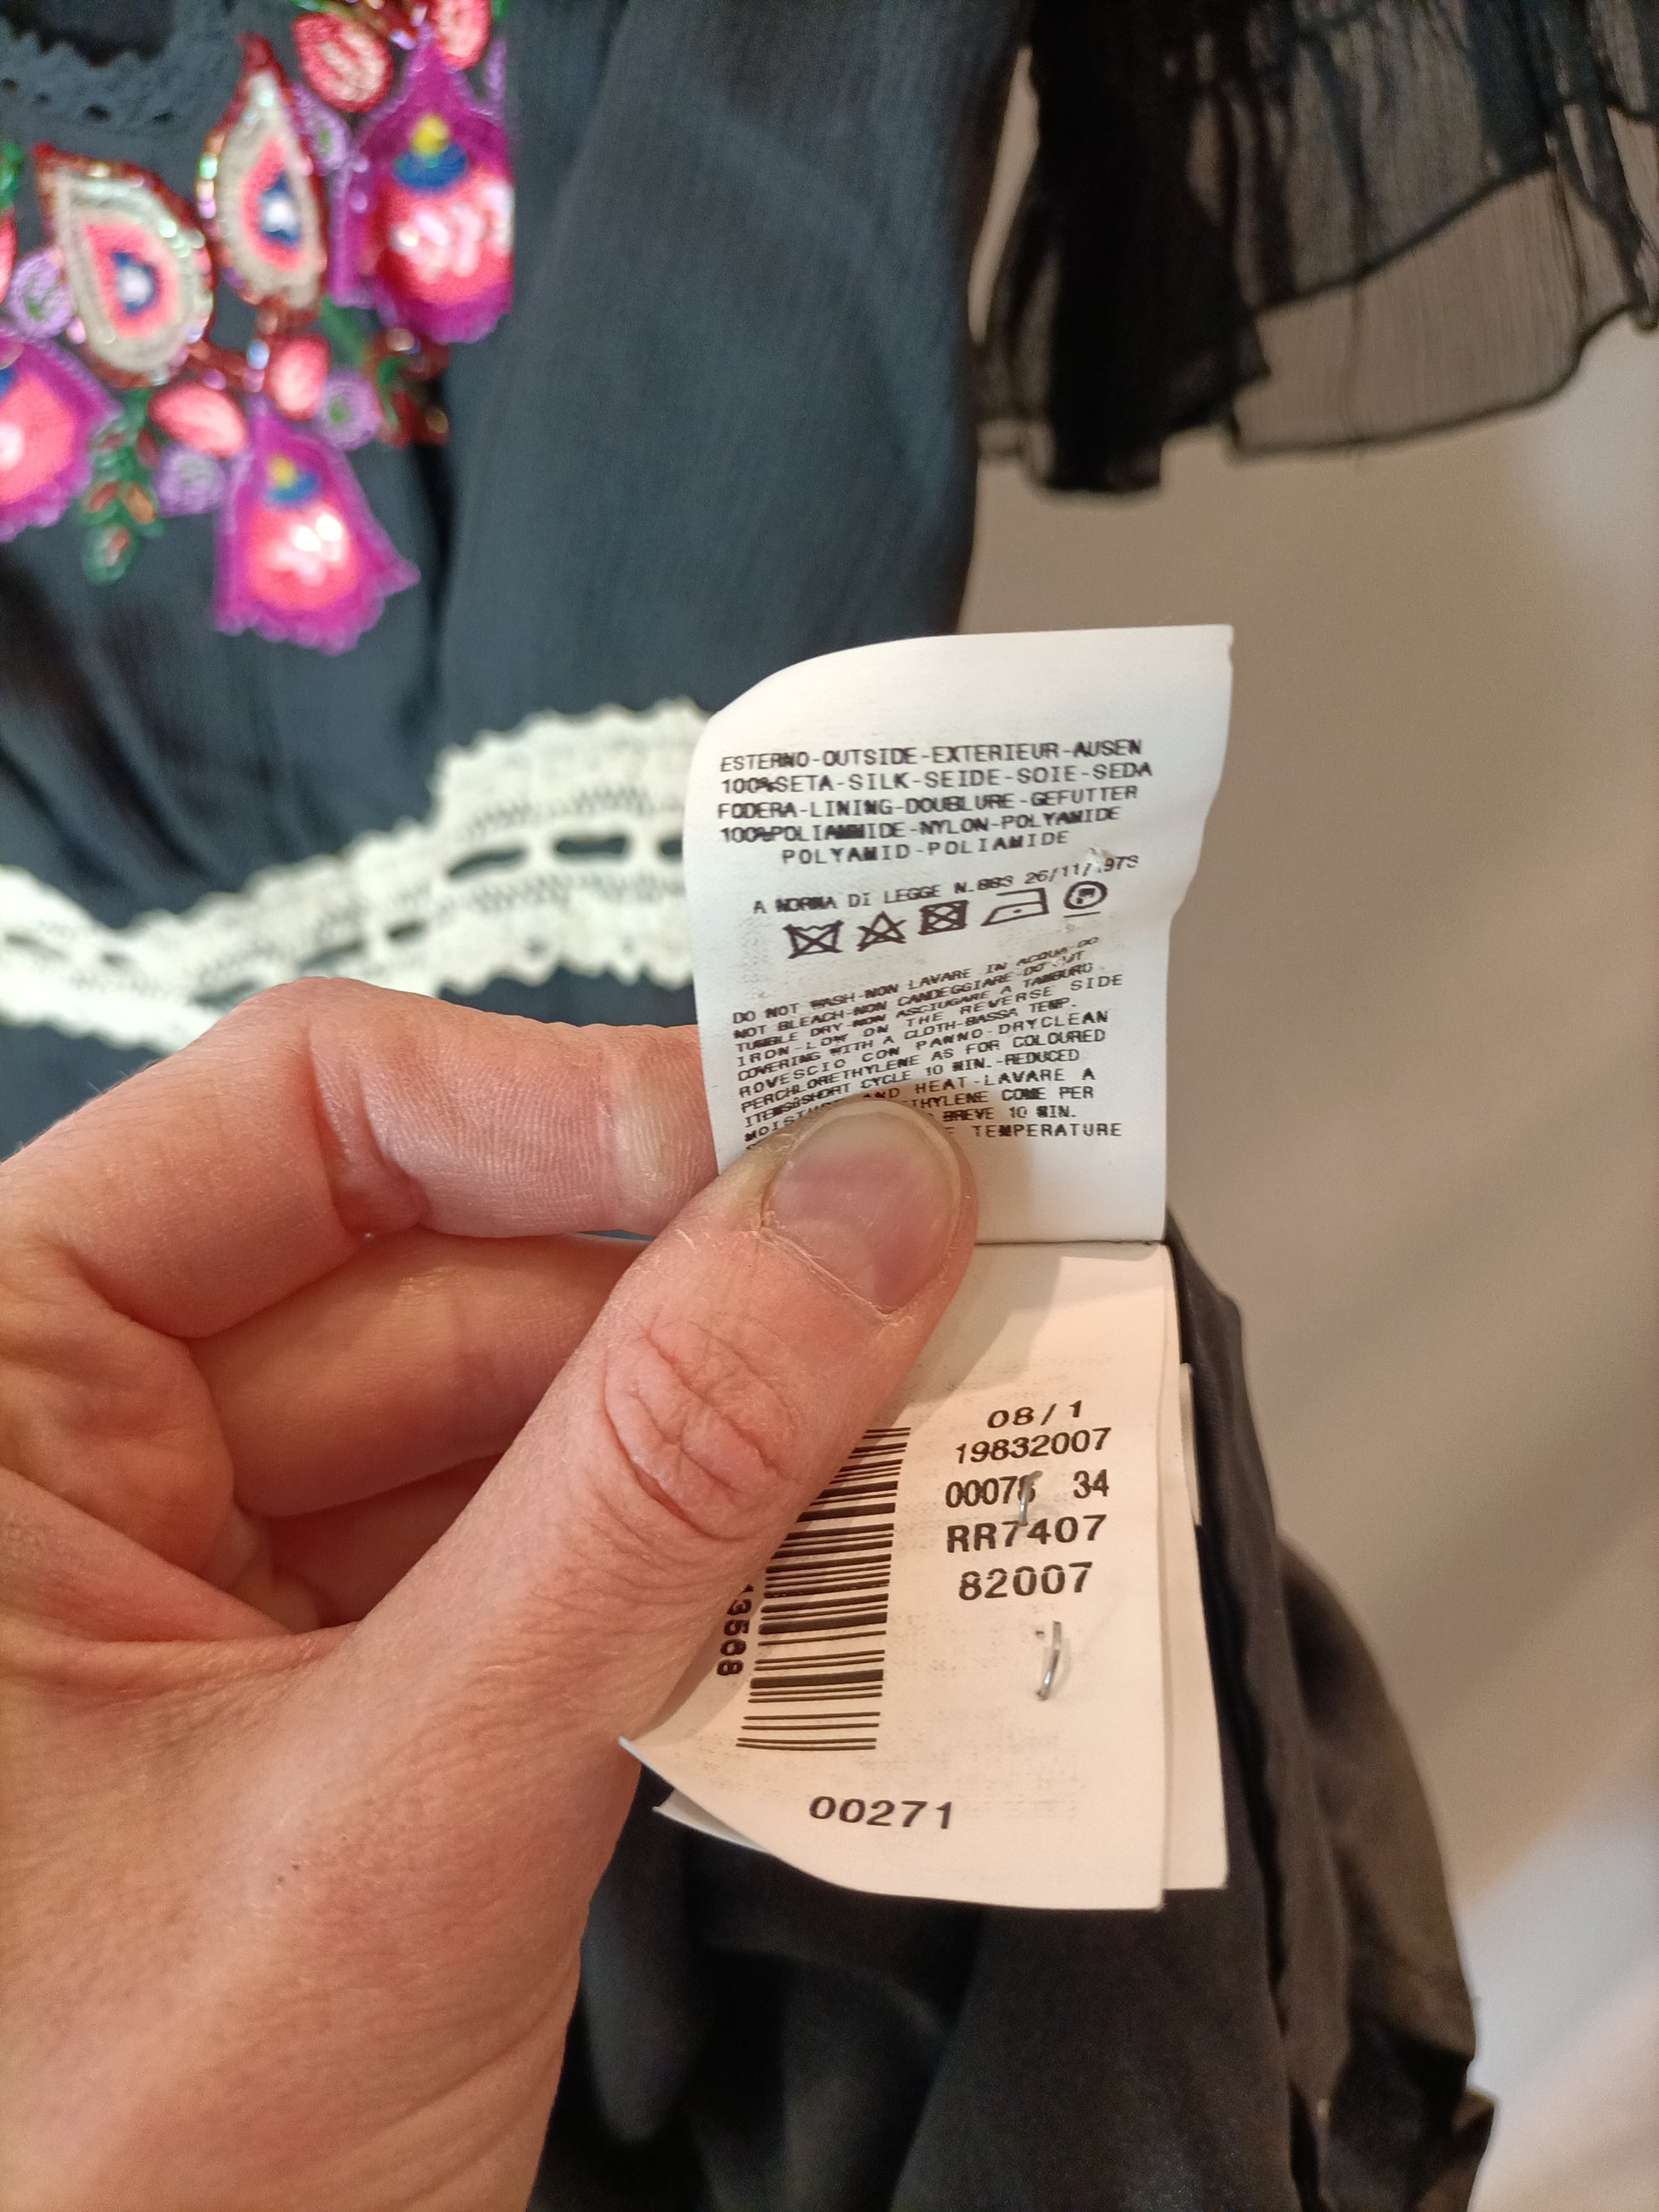 ESTERNO-OUTSIDE-EXTERIEUR-AUSEN
100%SETA-SILK-SEIDE-SOIE-SEDA
FODERA-LINING-DOUBLURE-GEFUTTER
100%POLIAMMIDE-NYLON-POLYAMIDE
POLYAMID-POLIAMIDE
A NORMA DI LEGGE N.883 26/11/1973
DO NOT WASH-NON LAVARE IN ACQUA-DO
NOT BLEACH-NON CANDEGGIARE-DO NOT
TUMBLE DRY-NON ASCIUGARE A TAMBURO
IRON-LOW ON THE REVERSE SIDE
COVERING WITH A CLOTH-BASSA TEMP.
ROVESCIO CON PANNO-DRYCLEAN
PERCHLORETHYLENE AS FOR COLOURED
ITEMS&SHORT CYCLE 10 MIN.-REDUCED
AND HEAT-LAVARE A
COME PER
BREVE 10 MIN.
TEMPERATURE
08/1
19832007
34
RR7407
82007
13568
00271